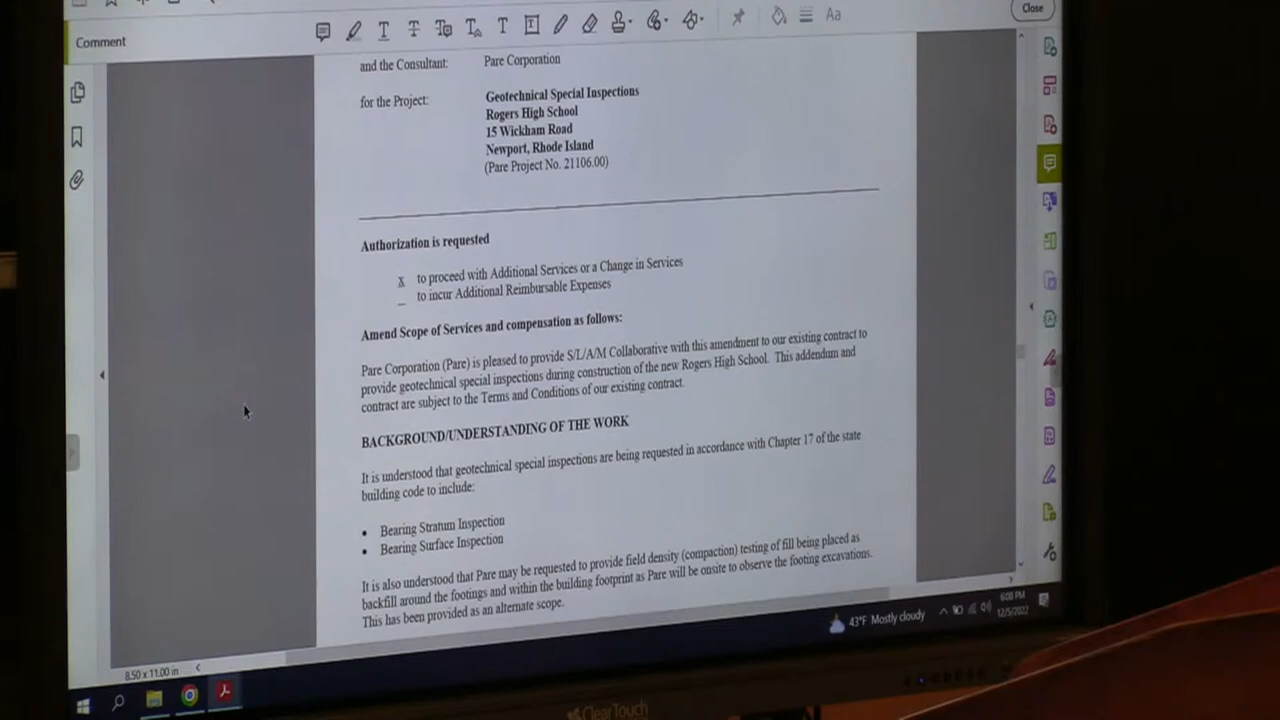 Close
Comment
Aa
and the Consultant: Pare Corporation
for the Project: Geotechnical Special Inspections
Rogers High School
15 Wickham Road
Newport, Rhode Island
(Pare Project No. 21106.00)
Authorization is requested
x to proceed with Additional Services or a Change in Services
_ to incur Additional Reimbursable Expenses
Amend Scope of Services and compensation as follows:
Pare Corporation (Pare) is pleased to provide S/L/A/M Collaborative with this amendment to our existing contract to
provide geotechnical special inspections during construction of the new Rogers High School. This addendum and
contract are subject to the Terms and Conditions of our existing contract.
BACKGROUND/UNDERSTANDING OF THE WORK
It is understood that geotechnical special inspections are being requested in accordance with Chapter 17 of the state
building code to include:
• Bearing Stratum Inspection
• Bearing Surface Inspection
It is also understood that Pare may be requested to provide field density (compaction) testing of fill being placed as
backfill around the footings and within the building footprint as Pare will be onsite to observe the footing excavations.
This has been provided as an alternate scope.
8.50 x 11.00 in
43°F Mostly cloudy
6:08 PM
12/5/2022
ClearTouch